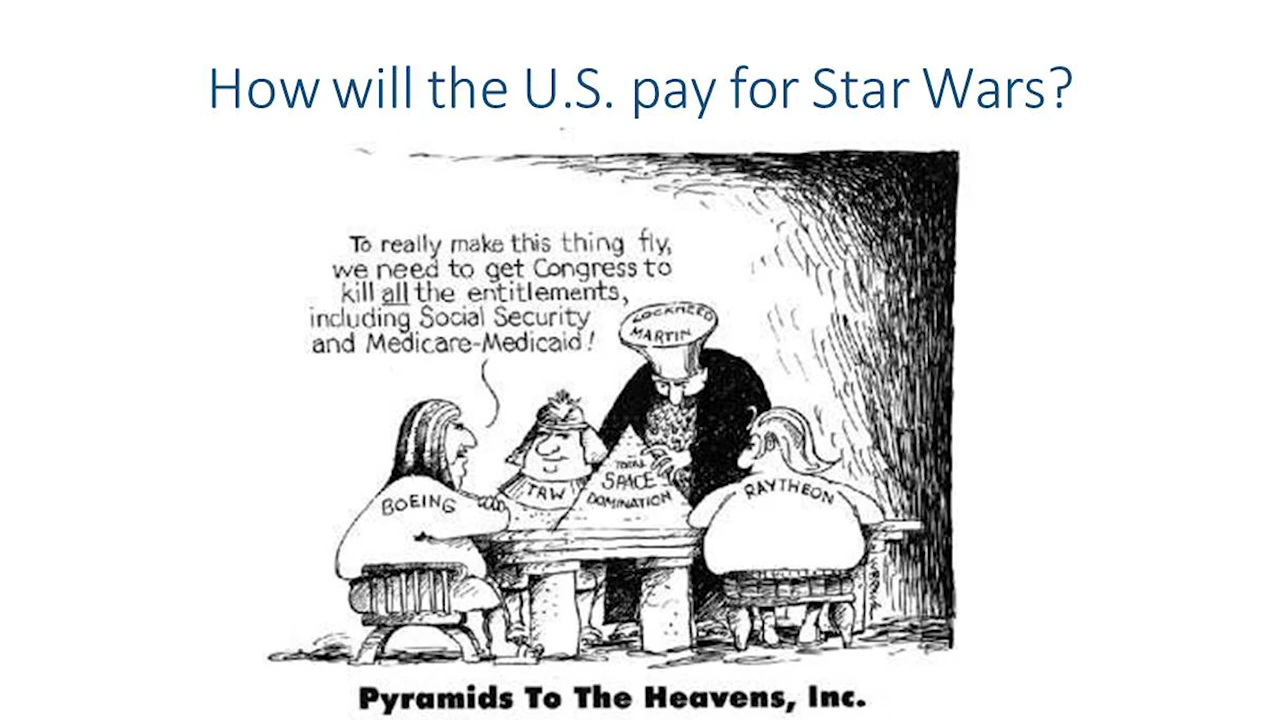 How will the U.S. pay for Star Wars?
To really make this thing fly,
we need to get Congress to
kill all the entitlements,
including Social Security
and Medicare-Medicaid!
LOCKHEED
MARTIN
TOTAL
SPACE
DOMINATION
TRW
BOEING
RAYTHEON
Pyramids To The Heavens, Inc.